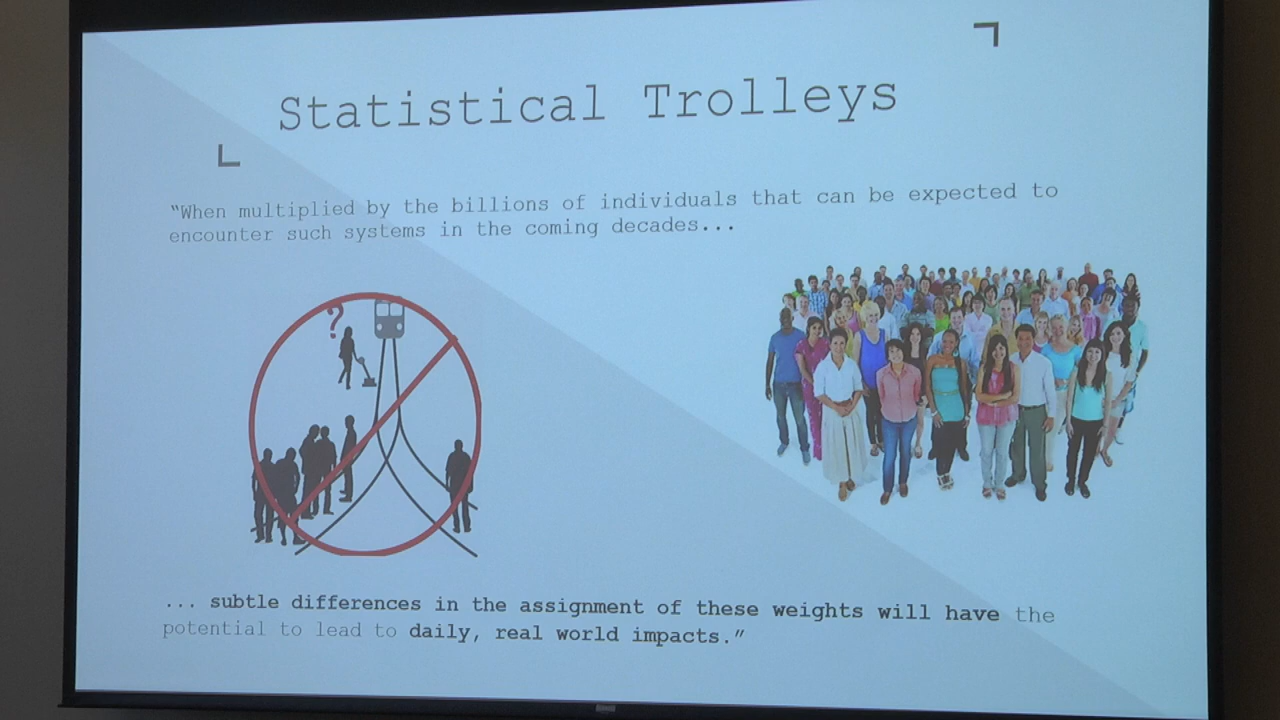 Statistical Trolleys
“When multiplied by the billions of individuals that can be expected to
encounter such systems in the coming decades...
?
... subtle differences in the assignment of these weights will have the
potential to lead to daily, real world impacts.”